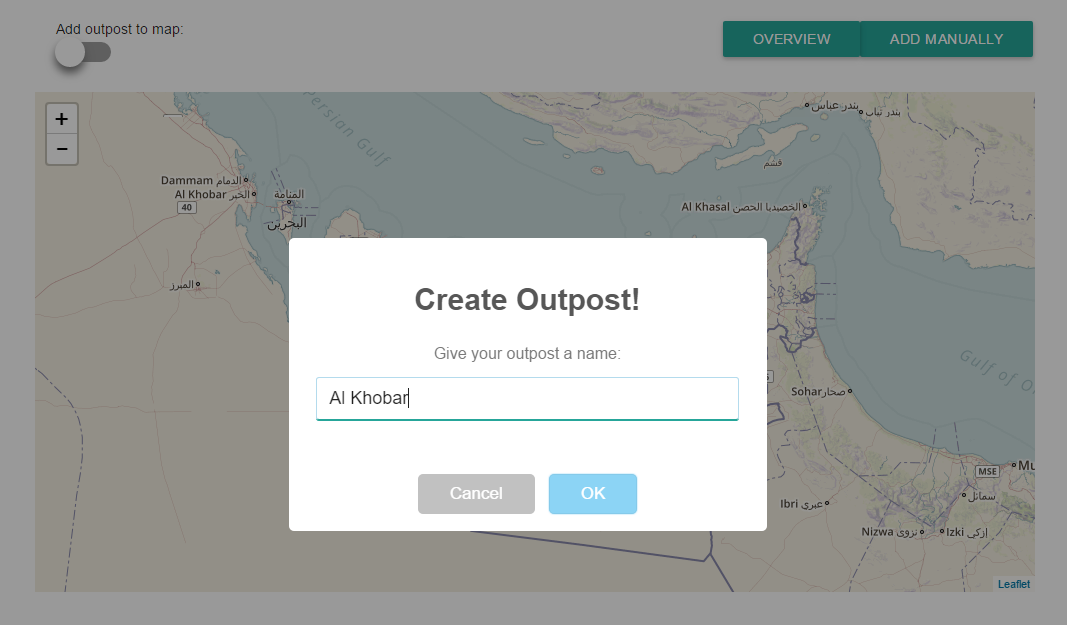 Add outpost to map:
OVERVIEW
ADD MANUALLY
+
−
Persian Gulf
بندر عباس
بندر نیاب
قشم
Dammam الدمام
Al Khobar الخبر
المنامة
40
البحرين
Al Khasal الخصيديا الحصن
المبرز
Create Outpost!
Give your outpost a name:
Al Khobar
Cancel
OK
Gulf of O
Sohar صحار
MSE
Mu
سمائل
Ibri عبري
Nizwa نزوى
Izki ازكي
Leaflet